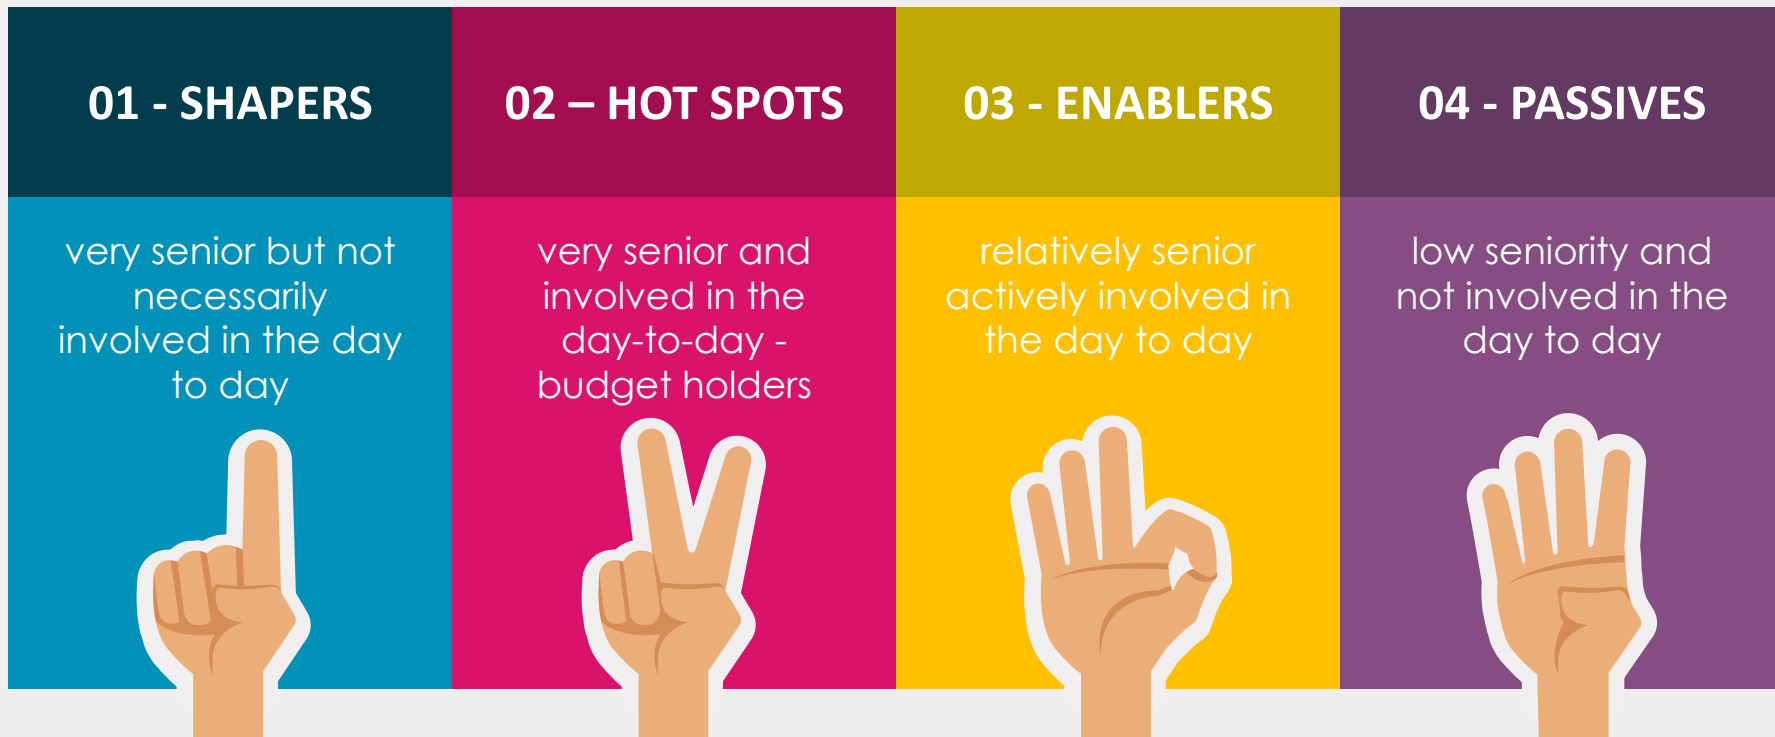 01 - SHAPERS
very senior but not
necessarily
involved in the day
to day
02 – HOT SPOTS
very senior and
involved in the
day-to-day -
budget holders
03 - ENABLERS
relatively senior
actively involved in
the day to day
04 - PASSIVES
low seniority and
not involved in the
day to day